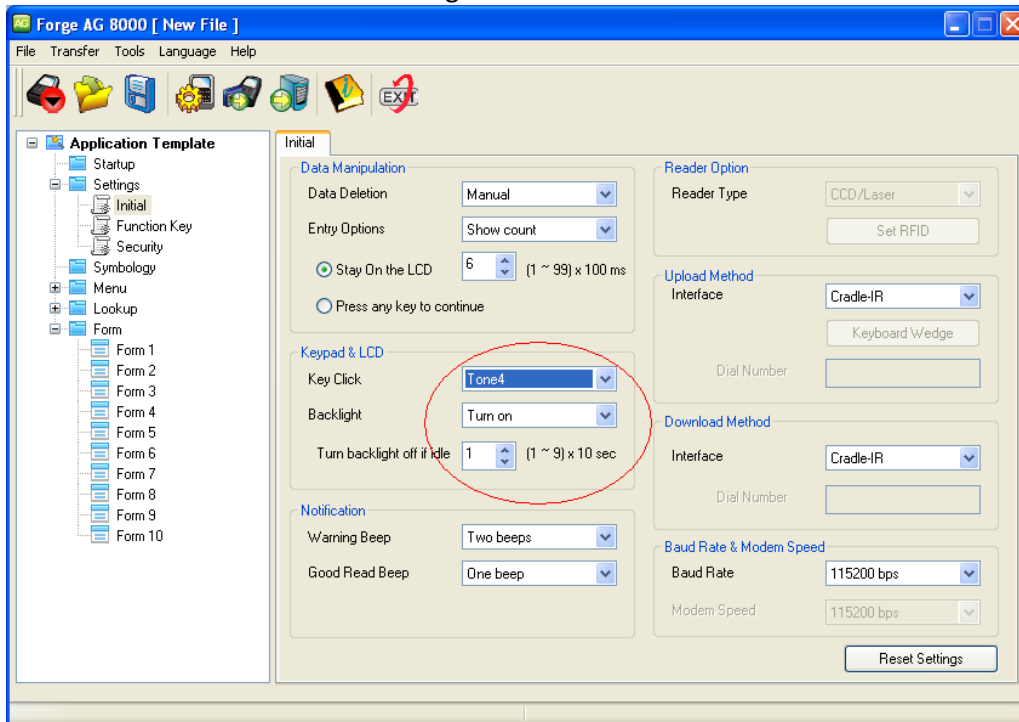 Forge AG 8000 [ New File ]
File Transfer Tools Language Help
EXIT
Application Template
Startup
Settings
Initial
Function Key
Security
Symbology
Menu
Lookup
Form
Form 1
Form 2
Form 3
Form 4
Form 5
Form 6
Form 7
Form 8
Form 9
Form 10
Initial
Data Manipulation
Data Deletion Manual
Entry Options Show count
Stay On the LCD 6 (1 ~ 99) x 100 ms
Press any key to continue
Keypad & LCD
Key Click Tone4
Backlight Turn on
Turn backlight off if idle 1 (1 ~ 9) x 10 sec
Notification
Warning Beep Two beeps
Good Read Beep One beep
Reader Option
Reader Type CCD/Laser
Set RFID
Upload Method
Interface Cradle-IR
Keyboard Wedge
Dial Number
Download Method
Interface Cradle-IR
Dial Number
Baud Rate & Modem Speed
Baud Rate 115200 bps
Modem Speed 115200 bps
Reset Settings